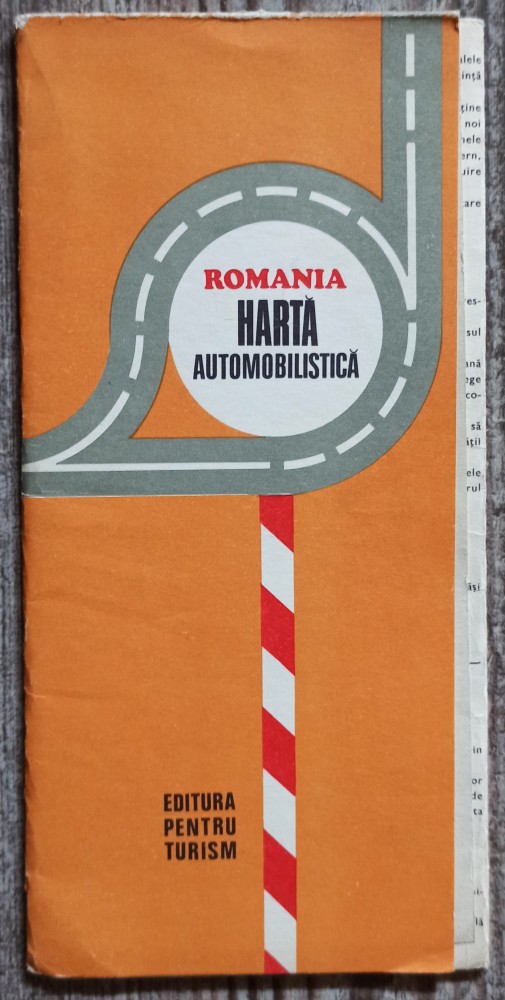 ROMANIA
HARTĂ
AUTOMOBILISTICĂ
EDITURA
PENTRU
TURISM